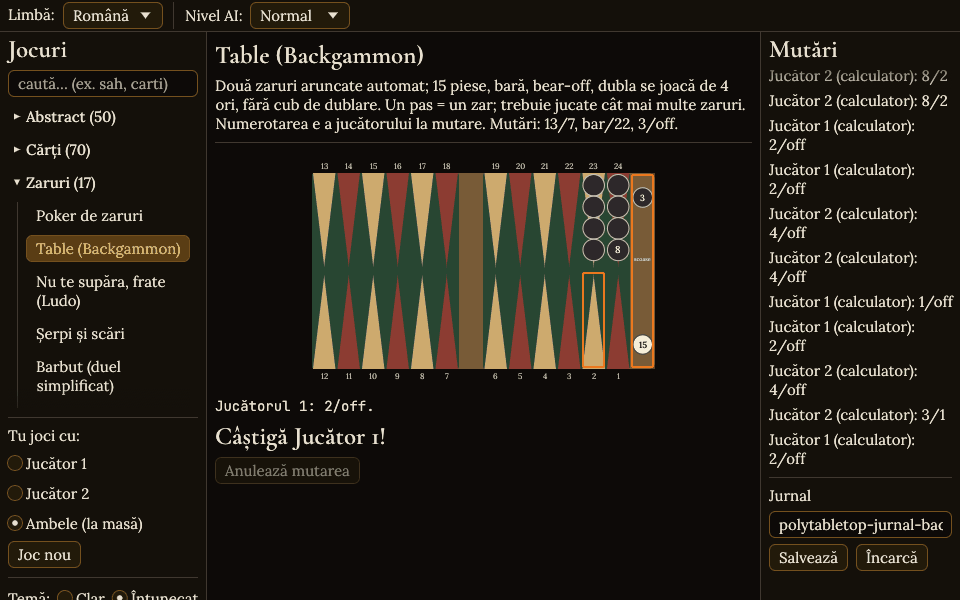 Limbă: Română Nivel AI: Normal
Jocuri
caută... (ex. sah, carti)
Abstract (50)
Cărți (70)
Zaruri (17)
Poker de zaruri
Table (Backgammon)
Nu te supăra, frate
(Ludo)
Șerpi și scări
Barbut (duel
simplificat)
Tu joci cu:
Jucător 1
Jucător 2
Ambele (la masă)
Joc nou
Temă: Clar Întunecat
Table (Backgammon)
Două zaruri aruncate automat; 15 piese, bară, bear-off, dubla se joacă de 4
ori, fără cub de dublare. Un pas = un zar; trebuie jucate cât mai multe zaruri.
Numerotarea e a jucătorului la mutare. Mutări: 13/7, bar/22, 3/off.
13 14 15 16 17 18 19 20 21 22 23 24
3
8
15
12 11 10 9 8 7 6 5 4 3 2 1
Jucătorul 1: 2/off.
Câștigă Jucător 1!
Anulează mutarea
Mutări
Jucător 2 (calculator): 8/2
Jucător 2 (calculator): 8/2
Jucător 1 (calculator):
2/off
Jucător 1 (calculator):
2/off
Jucător 2 (calculator):
4/off
Jucător 2 (calculator):
4/off
Jucător 1 (calculator): 1/off
Jucător 1 (calculator):
2/off
Jucător 2 (calculator):
4/off
Jucător 2 (calculator): 3/1
Jucător 1 (calculator):
2/off
Jurnal
polytabletop-jurnal-bac
Salvează Încarcă